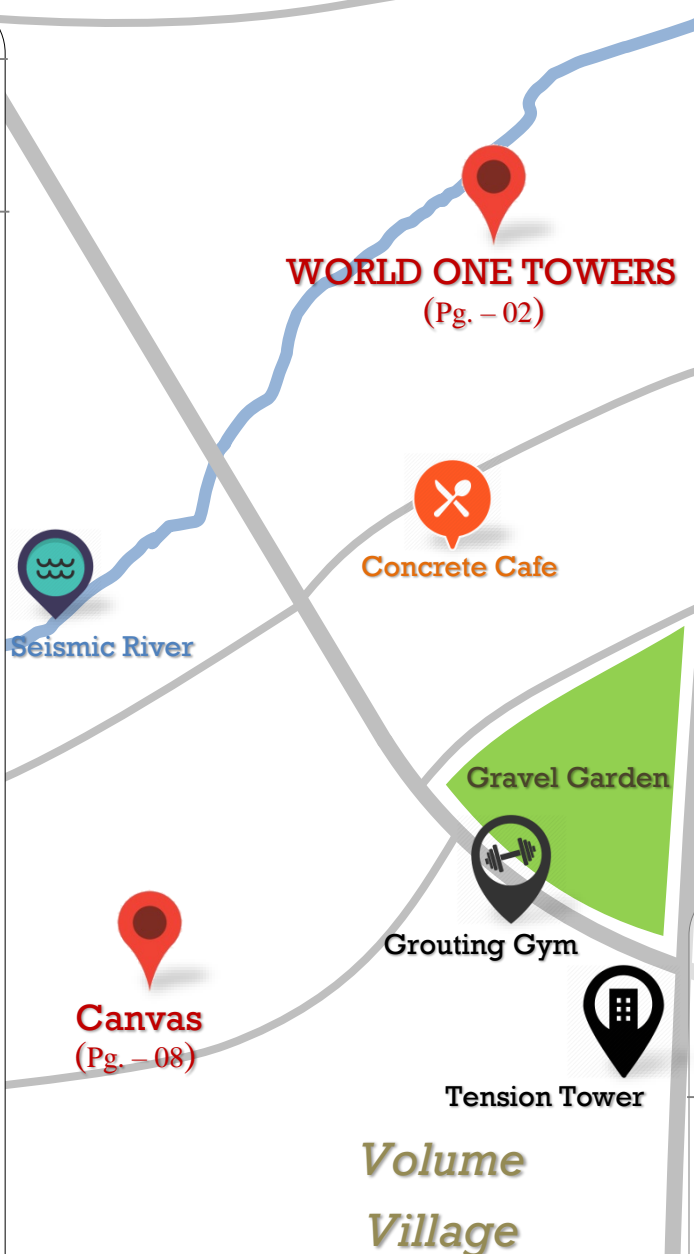 WORLD ONE TOWERS
(Pg. – 02)
Concrete Cafe
Seismic River
Gravel Garden
Grouting Gym
Canvas
(Pg. – 08)
Tension Tower
Volume
Village